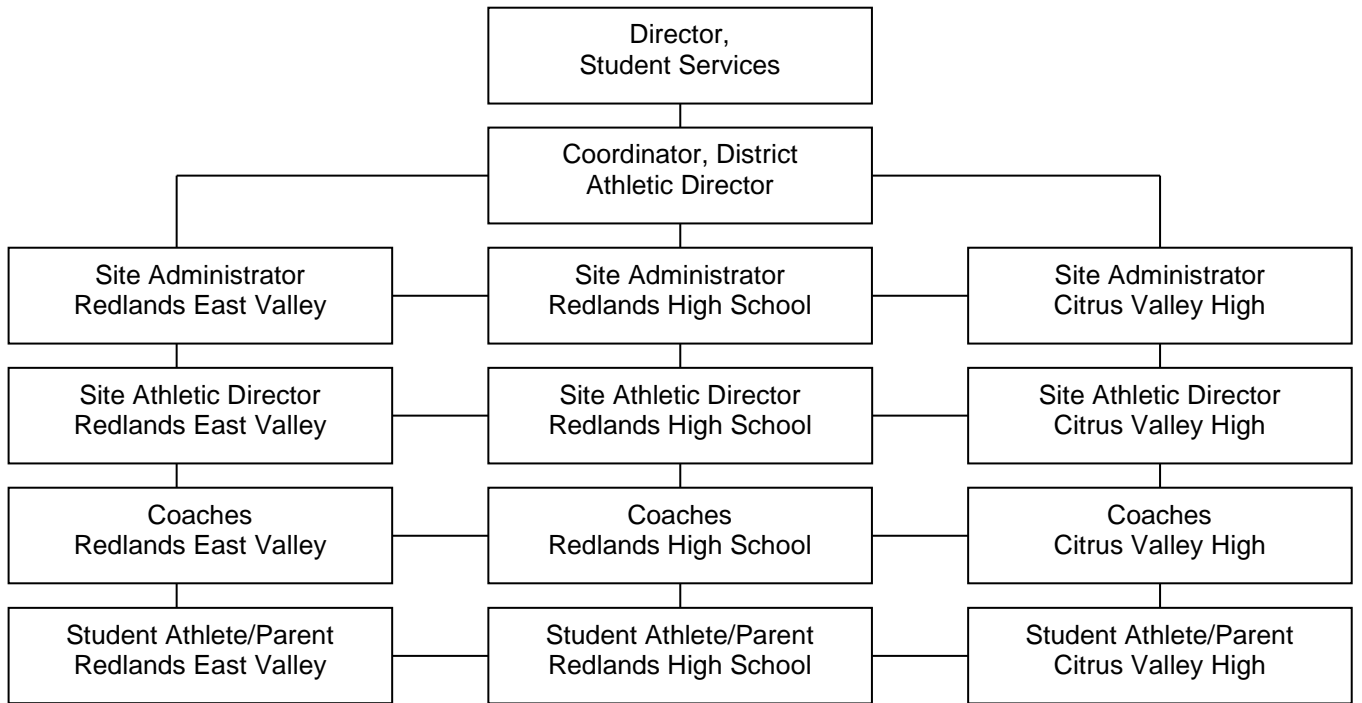 Director,
Student Services
Coordinator, District
Athletic Director
Site Administrator
Redlands East Valley
Site Administrator
Redlands High School
Site Administrator
Citrus Valley High
Site Athletic Director
Redlands East Valley
Site Athletic Director
Redlands High School
Site Athletic Director
Citrus Valley High
Coaches
Redlands East Valley
Coaches
Redlands High School
Coaches
Citrus Valley High
Student Athlete/Parent
Redlands East Valley
Student Athlete/Parent
Redlands High School
Student Athlete/Parent
Citrus Valley High